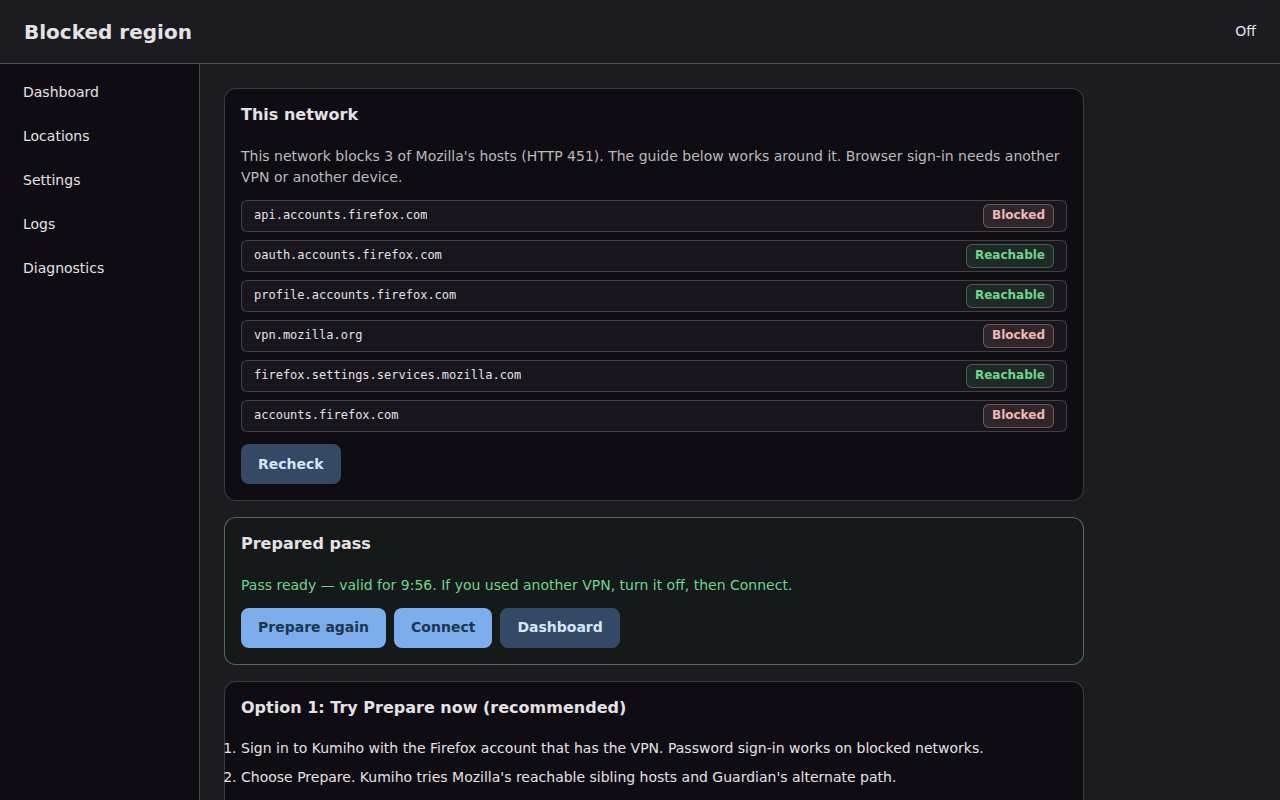 Blocked region
Off
Dashboard
Locations
Settings
Logs
Diagnostics
This network
This network blocks 3 of Mozilla's hosts (HTTP 451). The guide below works around it. Browser sign-in needs another
VPN or another device.
api.accounts.firefox.com Blocked
oauth.accounts.firefox.com Reachable
profile.accounts.firefox.com Reachable
vpn.mozilla.org Blocked
firefox.settings.services.mozilla.com Reachable
accounts.firefox.com Blocked
Recheck
Prepared pass
Pass ready — valid for 9:56. If you used another VPN, turn it off, then Connect.
Prepare again Connect Dashboard
Option 1: Try Prepare now (recommended)
1. Sign in to Kumiho with the Firefox account that has the VPN. Password sign-in works on blocked networks.
2. Choose Prepare. Kumiho tries Mozilla's reachable sibling hosts and Guardian's alternate path.